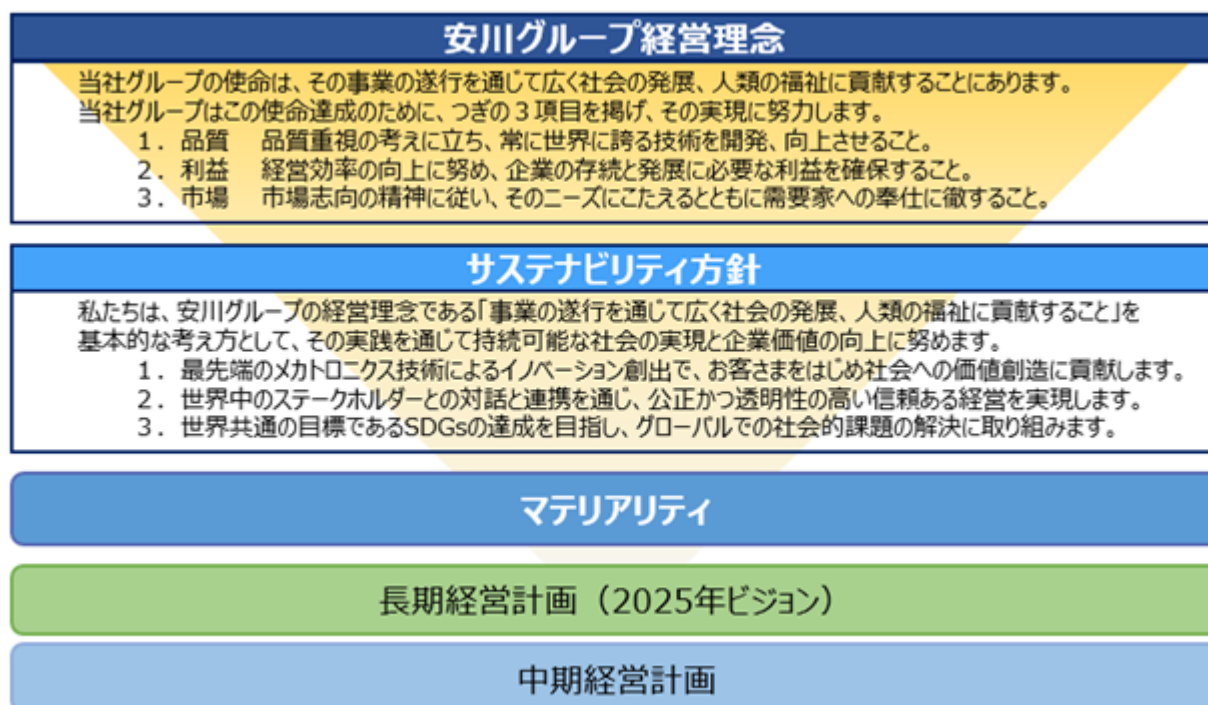 安川グループ経営理念
当社グループの使命は、その事業の遂行を通じて広く社会の発展、人類の福祉に貢献することにあります。
当社グループはこの使命達成のために、つぎの3項目を掲げ、その実現に努力します。
1. 品質 品質重視の考えに立ち、常に世界に誇る技術を開発、向上させること。
2. 利益 経営効率の向上に努め、企業の存続と発展に必要な利益を確保すること。
3. 市場 市場志向の精神に従い、そのニーズにこたえるとともに需要家への奉仕に徹すること。
サステナビリティ方針
私たちは、安川グループの経営理念である「事業の遂行を通じて広く社会の発展、人類の福祉に貢献すること」を
基本的な考え方として、その実践を通じて持続可能な社会の実現と企業価値の向上に努めます。
1. 最先端のメカトロニクス技術によるイノベーション創出で、お客さまをはじめ社会への価値創造に貢献します。
2. 世界中のステークホルダーとの対話と連携を通じ、公正かつ透明性の高い信頼ある経営を実現します。
3. 世界共通の目標であるSDGsの達成を目指し、グローバルでの社会的課題の解決に取り組みます。
マテリアリティ
長期経営計画（2025年ビジョン）
中期経営計画